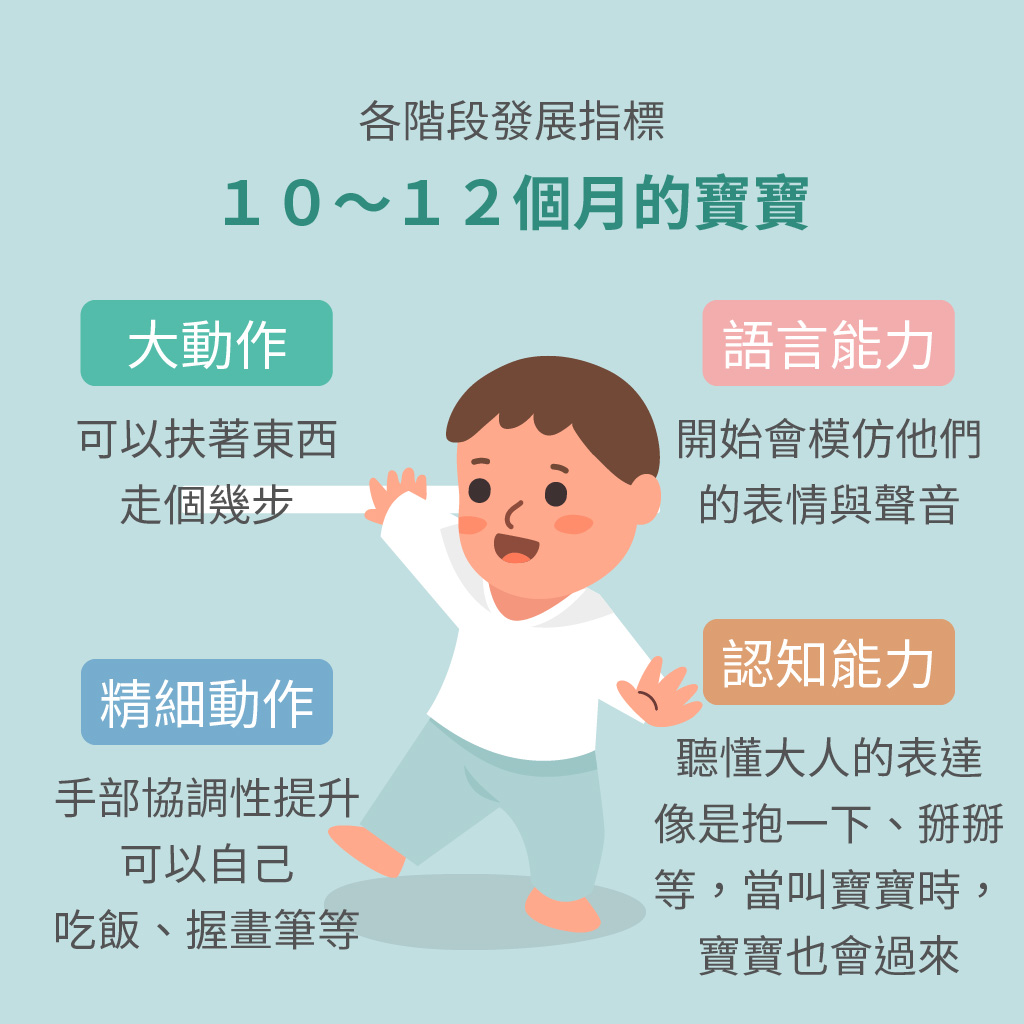 各階段發展指標
１０～１２個月的寶寶
大動作
可以扶著東西
走個幾步
語言能力
開始會模仿他們
的表情與聲音
精細動作
手部協調性提升
可以自己
吃飯、握畫筆等
認知能力
聽懂大人的表達
像是抱一下、掰掰
等，當叫寶寶時，
寶寶也會過來